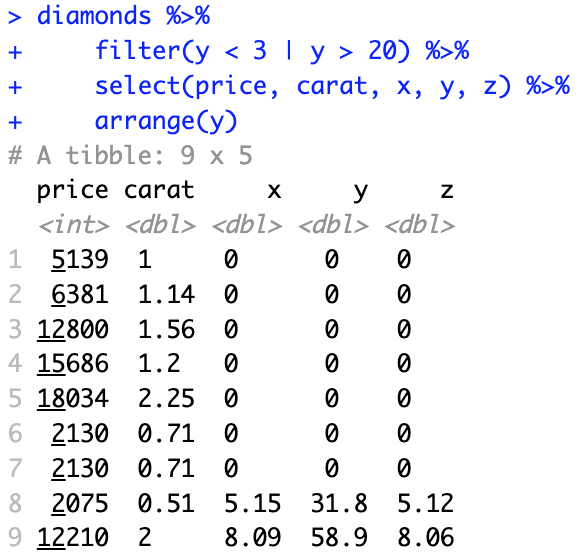 > diamonds %>%
+     filter(y < 3 | y > 20) %>%
+     select(price, carat, x, y, z) %>%
+     arrange(y)
# A tibble: 9 x 5
  price carat     x     y     z
  <int> <dbl> <dbl> <dbl> <dbl>
1  5139  1     0      0    0
2  6381  1.14  0      0    0
3 12800  1.56  0      0    0
4 15686  1.2   0      0    0
5 18034  2.25  0      0    0
6  2130  0.71  0      0    0
7  2130  0.71  0      0    0
8  2075  0.51  5.15  31.8  5.12
9 12210  2     8.09  58.9  8.06